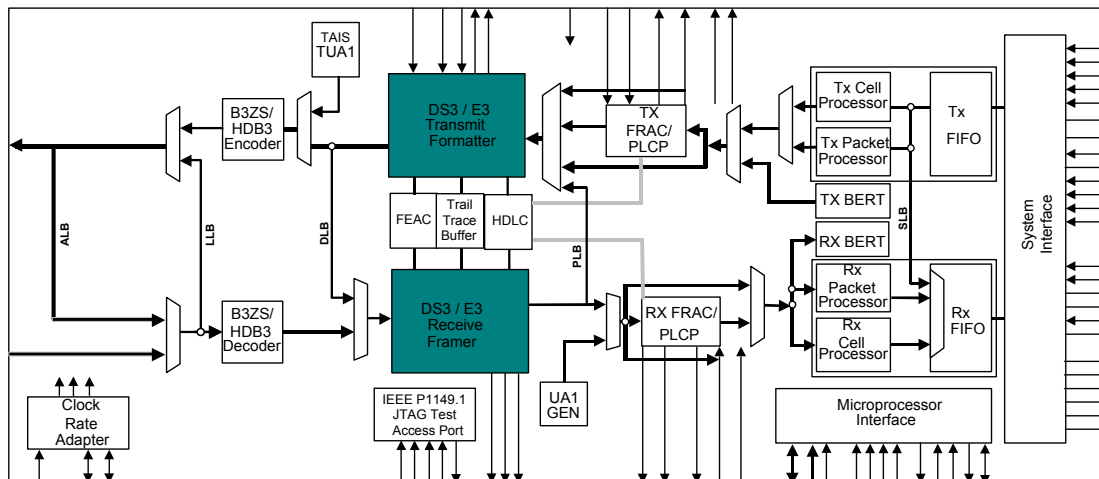 TAIS
TUA1
B3ZS/
HDB3
Encoder
DS3 / E3
Transmit
Formatter
TX
FRAC/
PLCP
Tx Cell
Processor
Tx Packet
Processor
Tx
FIFO
TX BERT
RX BERT
System
Interface
FEAC
Trail
Trace
Buffer
HDLC
ALB
LLB
DLB
PLB
SLB
B3ZS/
HDB3
Decoder
DS3 / E3
Receive
Framer
RX FRAC/
PLCP
Rx
Packet
Processor
Rx
Cell
Processor
Rx
FIFO
UA1
GEN
Clock
Rate
Adapter
IEEE P1149.1
JTAG Test
Access Port
Microprocessor
Interface